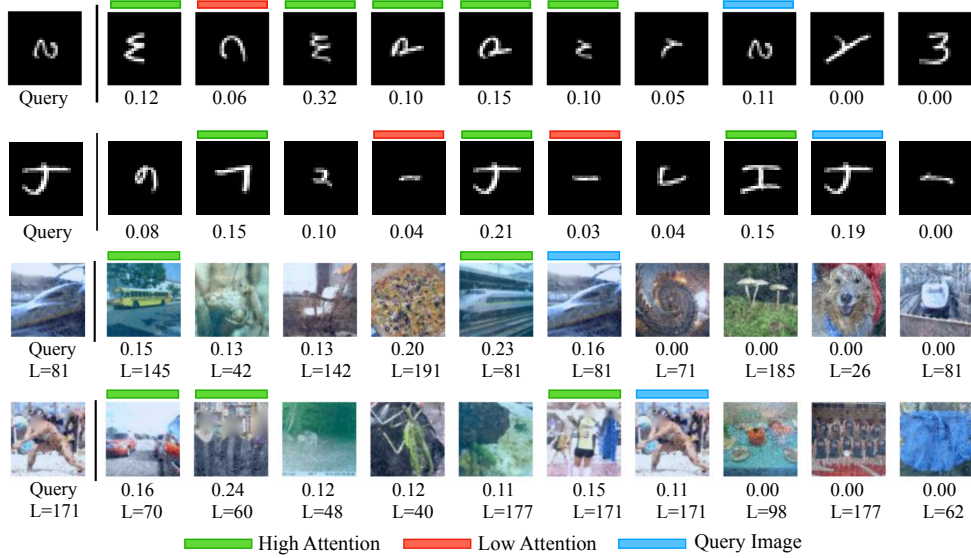 Query 0.12 0.06 0.32 0.10 0.15 0.10 0.05 0.11 0.00 0.00
Query 0.08 0.15 0.10 0.04 0.21 0.03 0.04 0.15 0.19 0.00
Query 0.15 0.13 0.13 0.20 0.23 0.16 0.00 0.00 0.00 0.00
L=81 L=145 L=42 L=142 L=191 L=81 L=81 L=71 L=185 L=26 L=81
Query 0.16 0.24 0.12 0.12 0.11 0.15 0.11 0.00 0.00 0.00
L=171 L=70 L=60 L=48 L=40 L=177 L=171 L=171 L=98 L=177 L=62
High Attention Low Attention Query Image